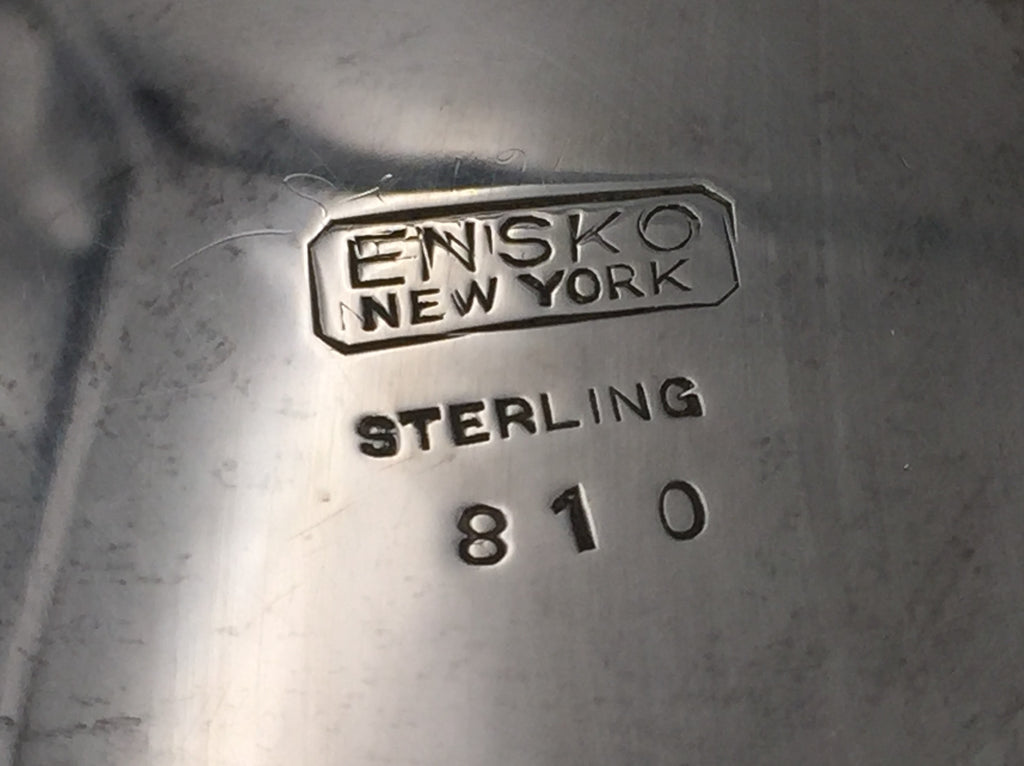 ENSKO
NEW YORK
STERLING
810